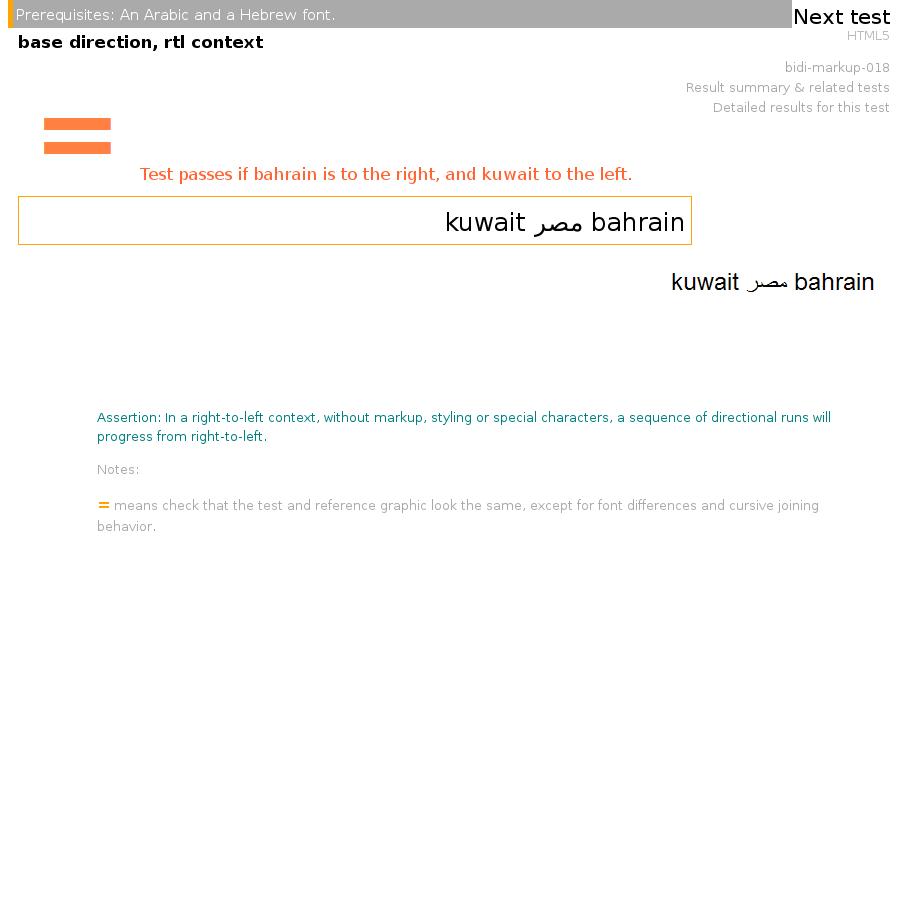 Prerequisites: An Arabic and a Hebrew font.
Next test
base direction, rtl context
HTML5
bidi-markup-018
Result summary & related tests
Detailed results for this test
Test passes if bahrain is to the right, and kuwait to the left.
kuwait مصر bahrain
kuwait مصر bahrain
Assertion: In a right-to-left context, without markup, styling or special characters, a sequence of directional runs will
progress from right-to-left.
Notes:
= means check that the test and reference graphic look the same, except for font differences and cursive joining
behavior.